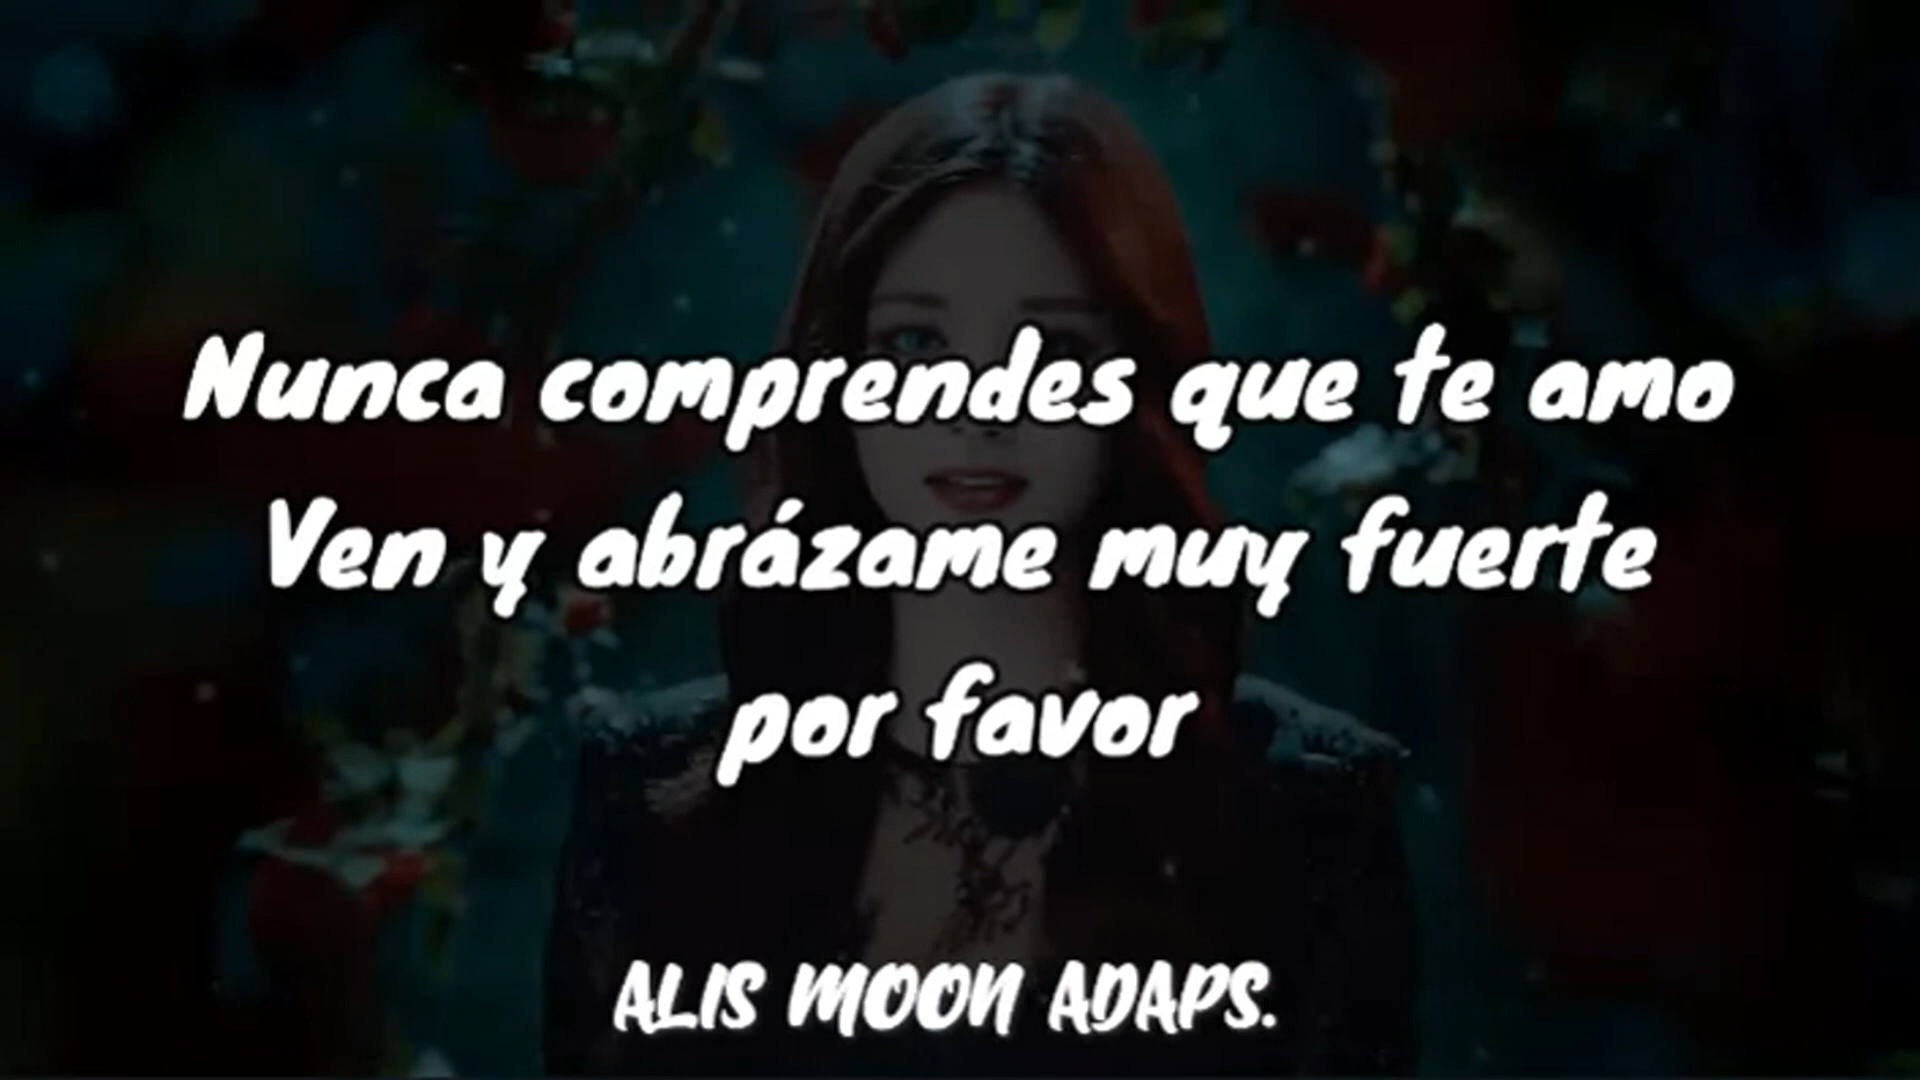 Nunca comprendes que te amo
Ven y abrázame muy fuerte
por favor
ALIS MOON ADAPS.